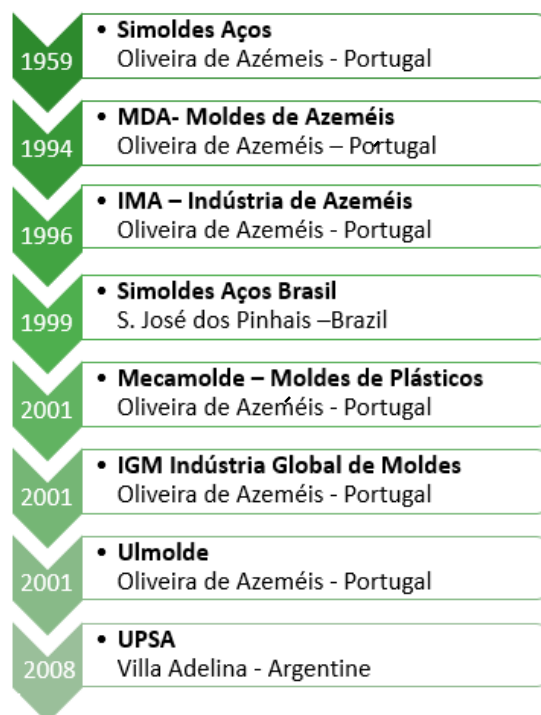 1959
• Simoldes Aços
Oliveira de Azémeis - Portugal
1994
• MDA- Moldes de Azeméis
Oliveira de Azeméis – Portugal
1996
• IMA – Indústria de Azeméis
Oliveira de Azeméis - Portugal
1999
• Simoldes Aços Brasil
S. José dos Pinhais –Brazil
2001
• Mecamolde – Moldes de Plásticos
Oliveira de Azeméis - Portugal
2001
• IGM Indústria Global de Moldes
Oliveira de Azeméis - Portugal
2001
• Ulmolde
Oliveira de Azeméis - Portugal
2008
• UPSA
Villa Adelina - Argentine